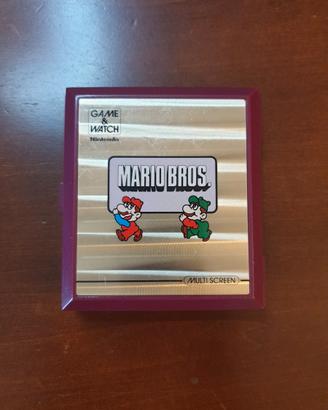 GAME
&
WATCH
Nintendo
MARIO BROS.
MULTI SCREEN